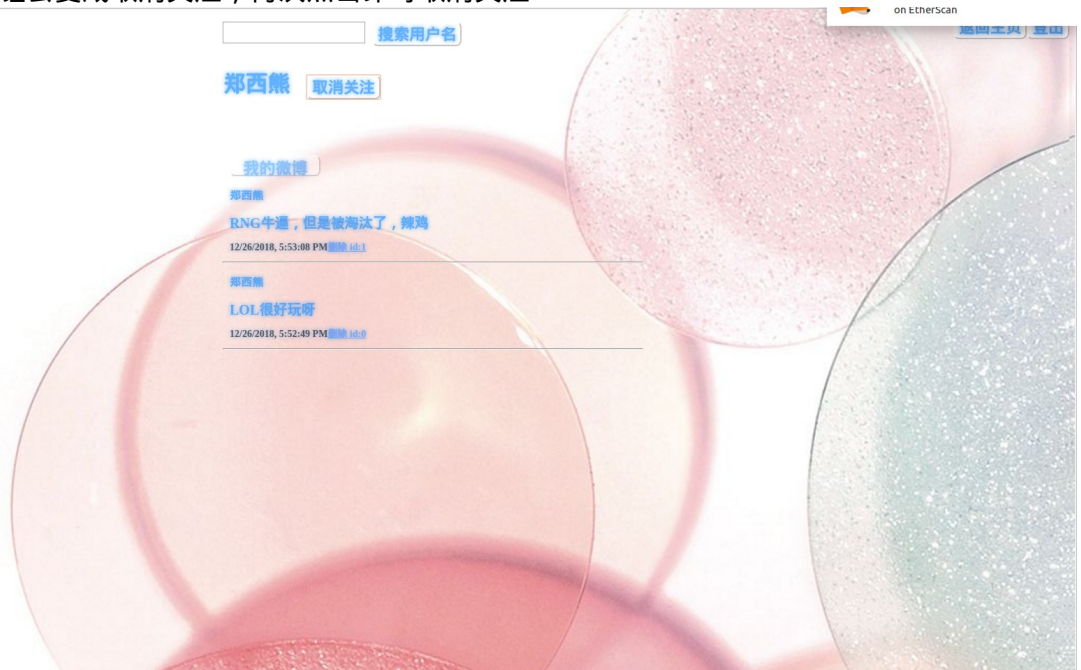 on EtherScan
搜索用户名
返回主页 登出
郑西熊 取消关注
我的微博
郑西熊
RNG牛逼，但是被淘汰了，辣鸡
12/26/2018, 5:53:08 PM删除 id:1
郑西熊
LOL很好玩呀
12/26/2018, 5:52:49 PM删除 id:0